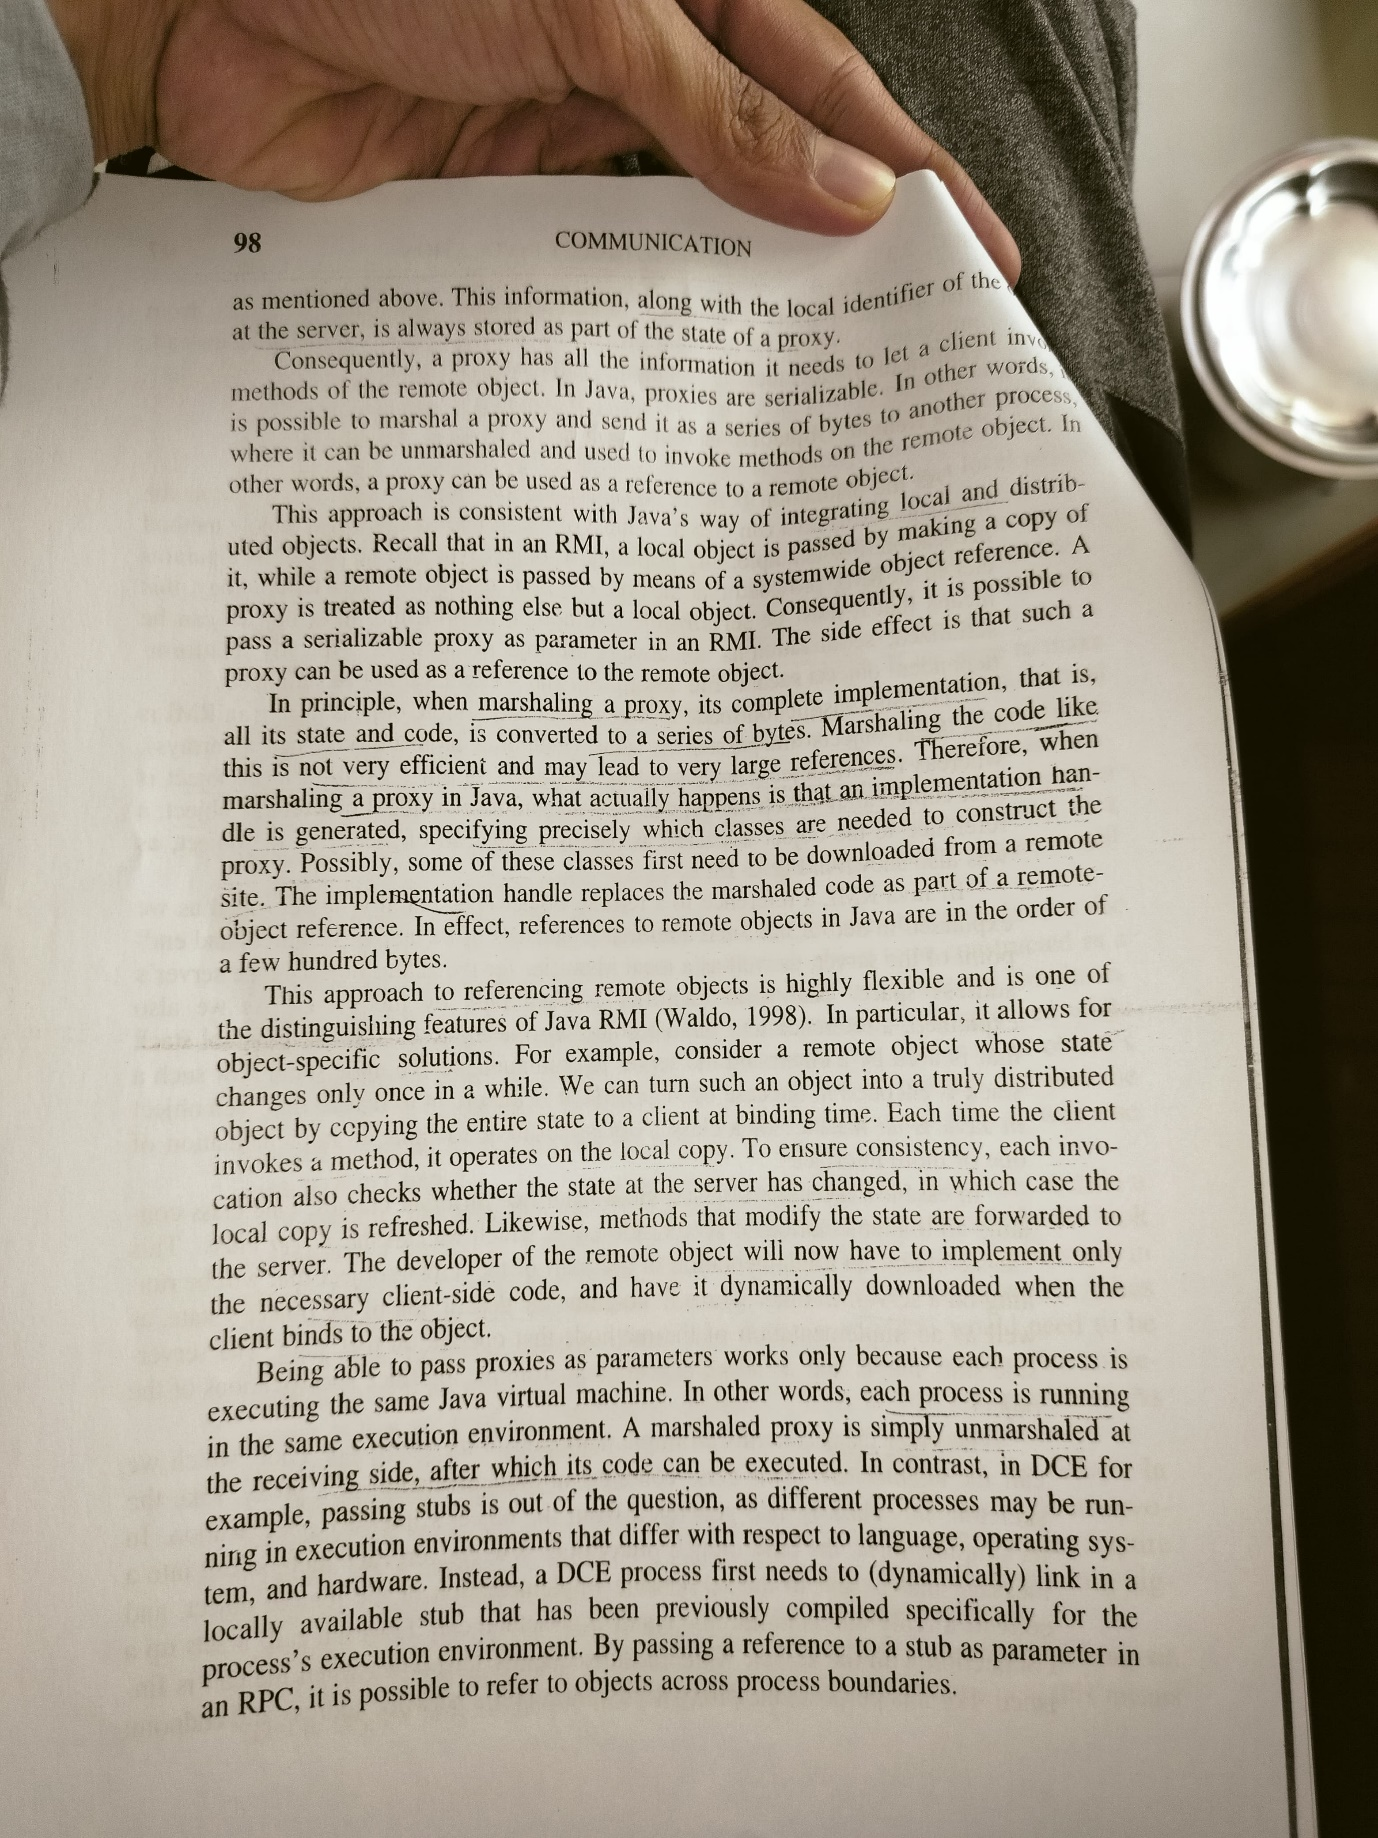 98 COMMUNICATION
as mentioned above. This information, along with the local identifier of the
at the server, is always stored as part of the state of a proxy.
Consequently, a proxy has all the information it needs to let a client
methods of the remote object. In Java, proxies are serializable. In other words,
is possible to marshal a proxy and send it as a series of bytes to another process,
where it can be unmarshaled and used to invoke methods on the remote object. In
other words, a proxy can be used as a reference to a remote object.
This approach is consistent with Java's way of integrating local and distrib-
uted objects. Recall that in an RMI, a local object is passed by making a copy of
it, while a remote object is passed by means of a systemwide object reference. A
proxy is treated as nothing else but a local object. Consequently, it is possible to
pass a serializable proxy as parameter in an RMI. The side effect is that such a
proxy can be used as a reference to the remote object.
In principle, when marshaling a proxy, its complete implementation, that is,
all its state and code, is converted to a series of bytes. Marshaling the code like
this is not very efficient and may lead to very large references. Therefore, when
marshaling a proxy in Java, what actually happens is that an implementation han-
dle is generated, specifying precisely which classes are needed to construct the
proxy. Possibly, some of these classes first need to be downloaded from a remote
site. The implementation handle replaces the marshaled code as part of a remote-
object reference. In effect, references to remote objects in Java are in the order of
a few hundred bytes.
This approach to referencing remote objects is highly flexible and is one of
the distinguishing features of Java RMI (Waldo, 1998). In particular, it allows for
object-specific solutions. For example, consider a remote object whose state
changes only once in a while. We can turn such an object into a truly distributed
object by copying the entire state to a client at binding time. Each time the client
invokes a method, it operates on the local copy. To ensure consistency, each invo-
cation also checks whether the state at the server has changed, in which case the
local copy is refreshed. Likewise, methods that modify the state are forwarded to
the server. The developer of the remote object will now have to implement only
the necessary client-side code, and have it dynamically downloaded when the
client binds to the object.
Being able to pass proxies as parameters works only because each process is
executing the same Java virtual machine. In other words, each process is running
in the same execution environment. A marshaled proxy is simply unmarshaled at
the receiving side, after which its code can be executed. In contrast, in DCE for
example, passing stubs is out of the question, as different processes may be run-
ning in execution environments that differ with respect to language, operating sys-
tem, and hardware. Instead, a DCE process first needs to (dynamically) link in a
locally available stub that has been previously compiled specifically for the
process's execution environment. By passing a reference to a stub as parameter in
an RPC, it is possible to refer to objects across process boundaries.